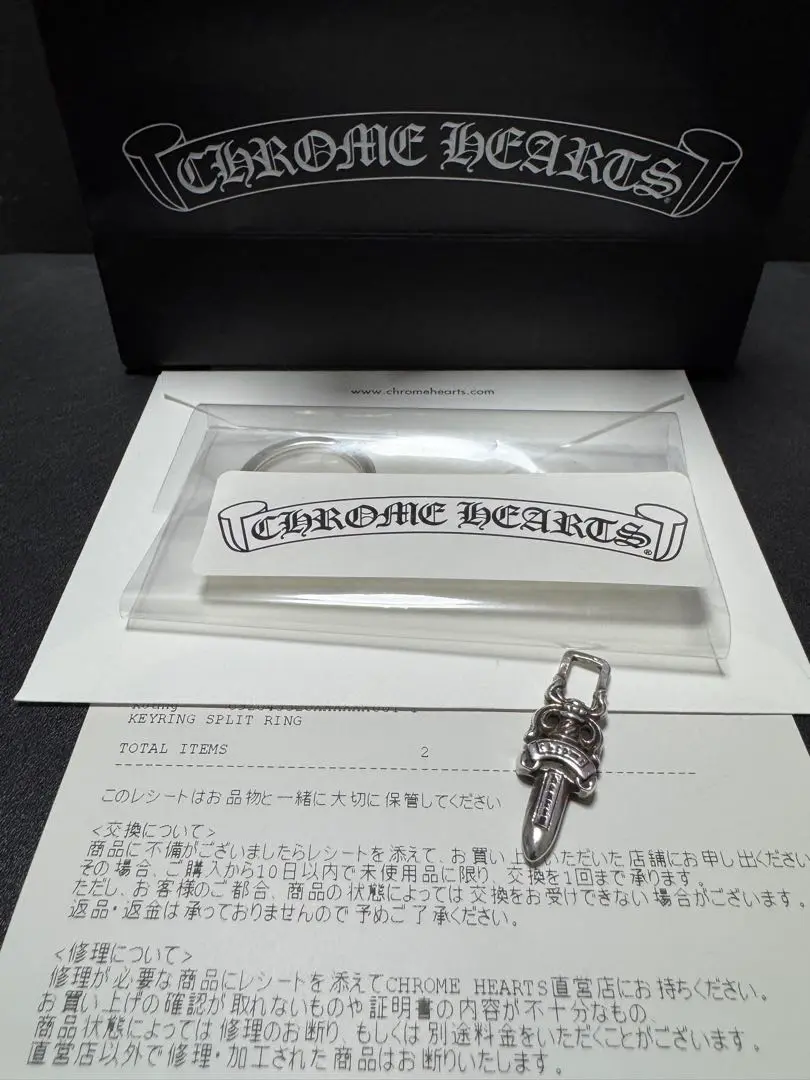 CHROME HEARTS
www.chromehearts.com
CHROME HEARTS
KEYRING SPLIT RING
TOTAL ITEMS 2
このレシートはお品物と一緒に大切に保管してください
<交換について>
商品に不備がございましたらレシートを添えて、お買い上げいただいた店舗にお申し出ください
その場合、ご購入から10日以内で未使用品に限り、交換を1回まで承ります。
ただし、お客様のご都合、商品の状態によっては交換をお受けできない場合がございます。
返品・返金は承っておりませんので予めご了承ください。
<修理について>
修理が必要な商品にレシートを添えてCHROME HEARTS直営店にお持ちください。
お買い上げの確認が取れないものや証明書の内容が不十分なもの、
商品状態によっては修理のお断り、もしくは別途料金をいただくことがございます。
直営店以外で修理・加工された商品はお断りいたします。